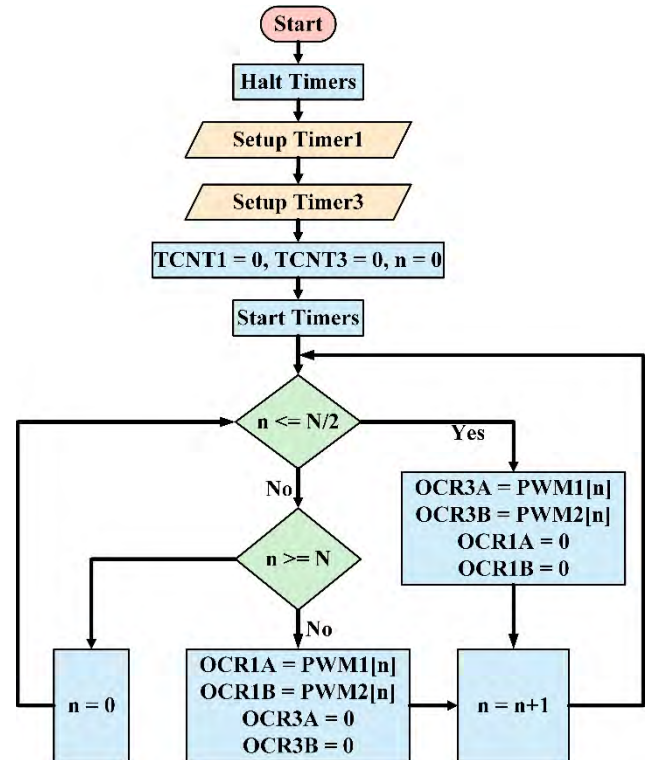 Start
Halt Timers
Setup Timer1
Setup Timer3
TCNT1 = 0, TCNT3 = 0, n = 0
Start Timers
n <= N/2
Yes
No
OCR3A = PWM1[n]
OCR3B = PWM2[n]
OCR1A = 0
OCR1B = 0
n >= N
No
n = 0
OCR1A = PWM1[n]
OCR1B = PWM2[n]
OCR3A = 0
OCR3B = 0
n = n+1